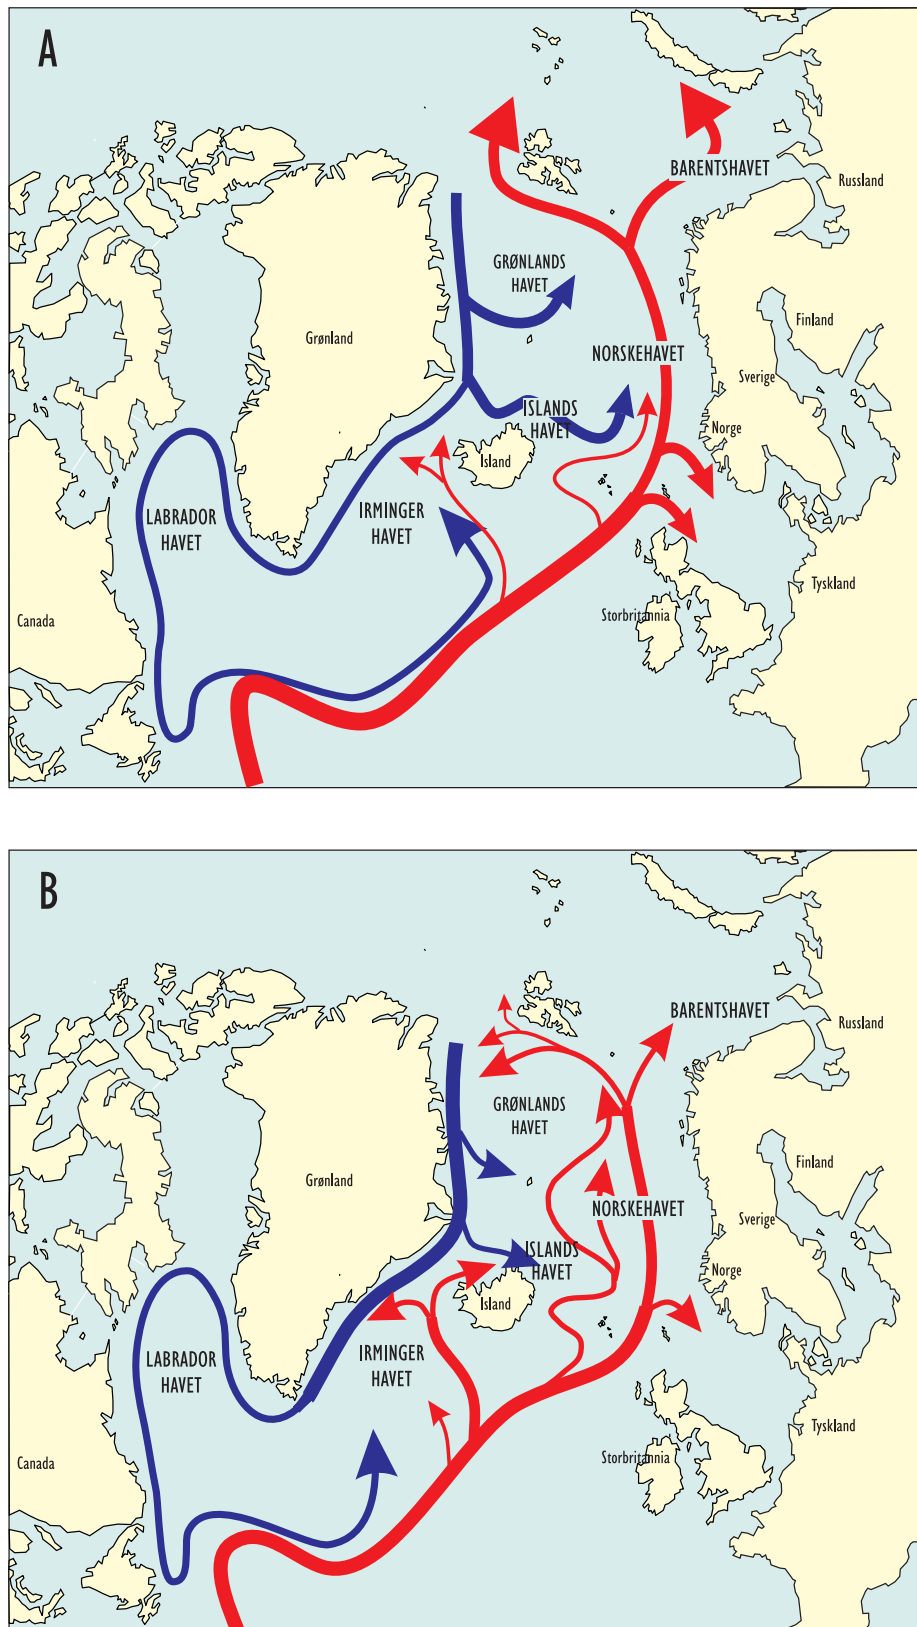 A
BARENTSHAVET
Russland
GRØNLANDS
HAVET
Finland
Grønland
NORSKEHAVET
Sverige
ISLANDS
HAVET
Norge
Island
LABRADOR
HAVET
IRMINGER
HAVET
Tyskland
Canada
Storbritannia
B
BARENTSHAVET
Russland
GRØNLANDS
HAVET
Finland
Grønland
NORSKEHAVET
Sverige
ISLANDS
HAVET
Norge
Island
LABRADOR
HAVET
IRMINGER
HAVET
Tyskland
Canada
Storbritannia